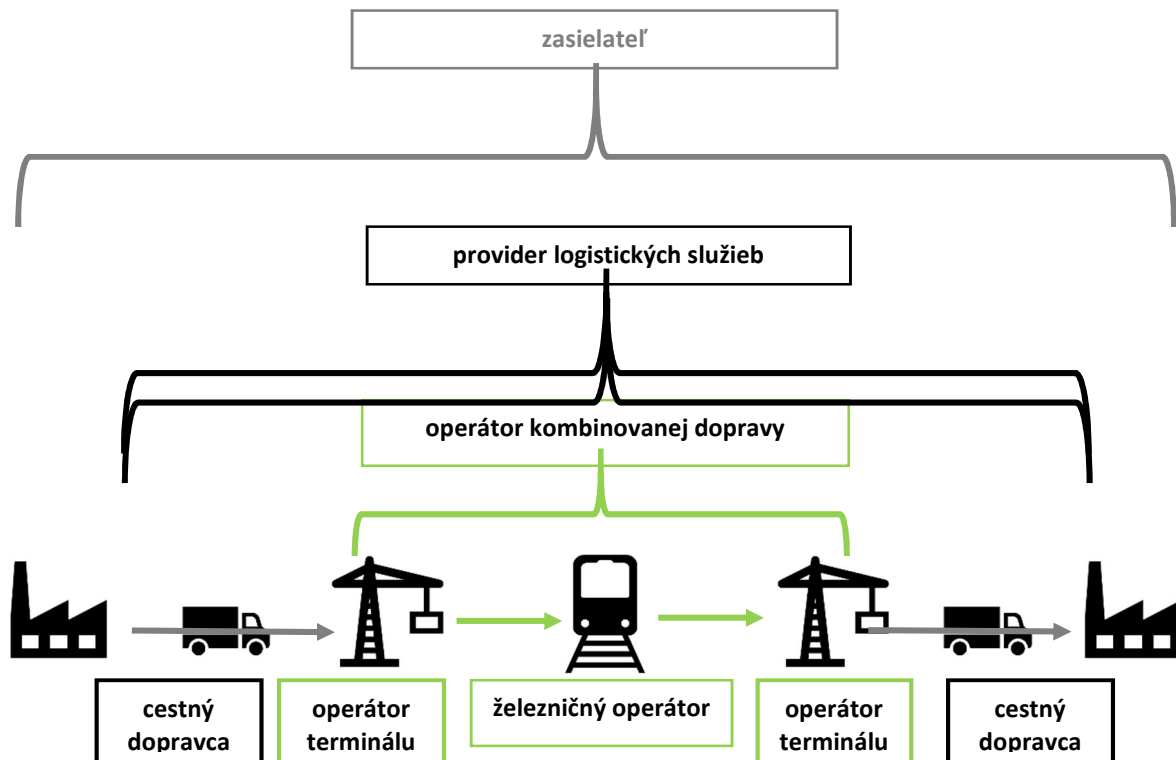 zasielateľ
provider logistických služieb
operátor kombinovanej dopravy
cestný
dopravca
operátor
terminálu
železničný operátor
operátor
terminálu
cestný
dopravca